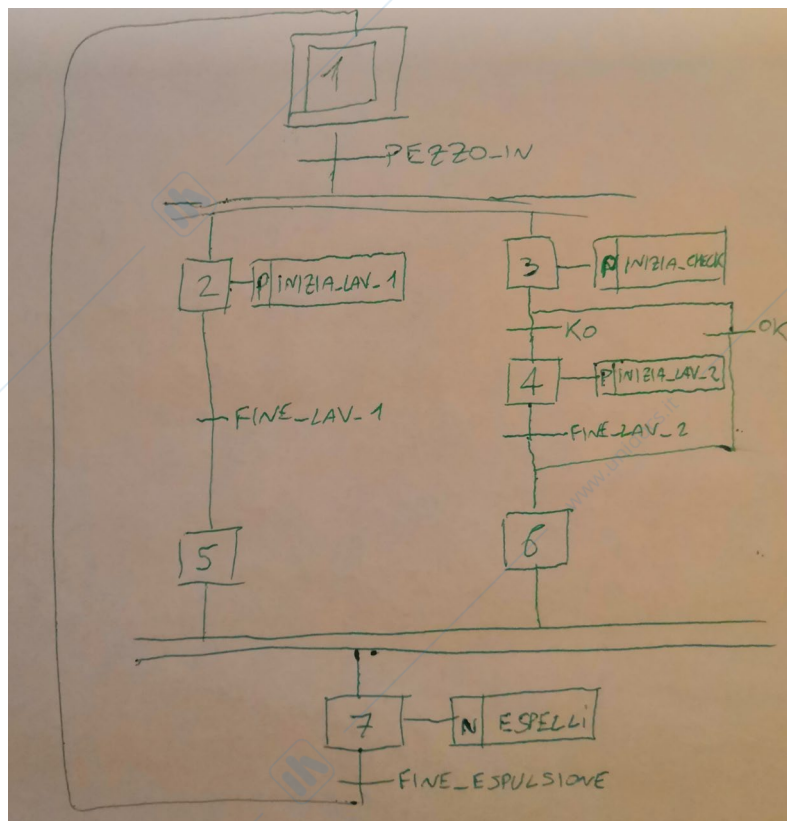 1
PEZZO_IN
2
P INIZIA_LAV_1
3
INIZIA_CHECK
KO
OK
4
P INIZIA_LAV_2
FINE_LAV_1
FINE_LAV_2
5
6
7
N ESPELLI
FINE_ESPULSIONE